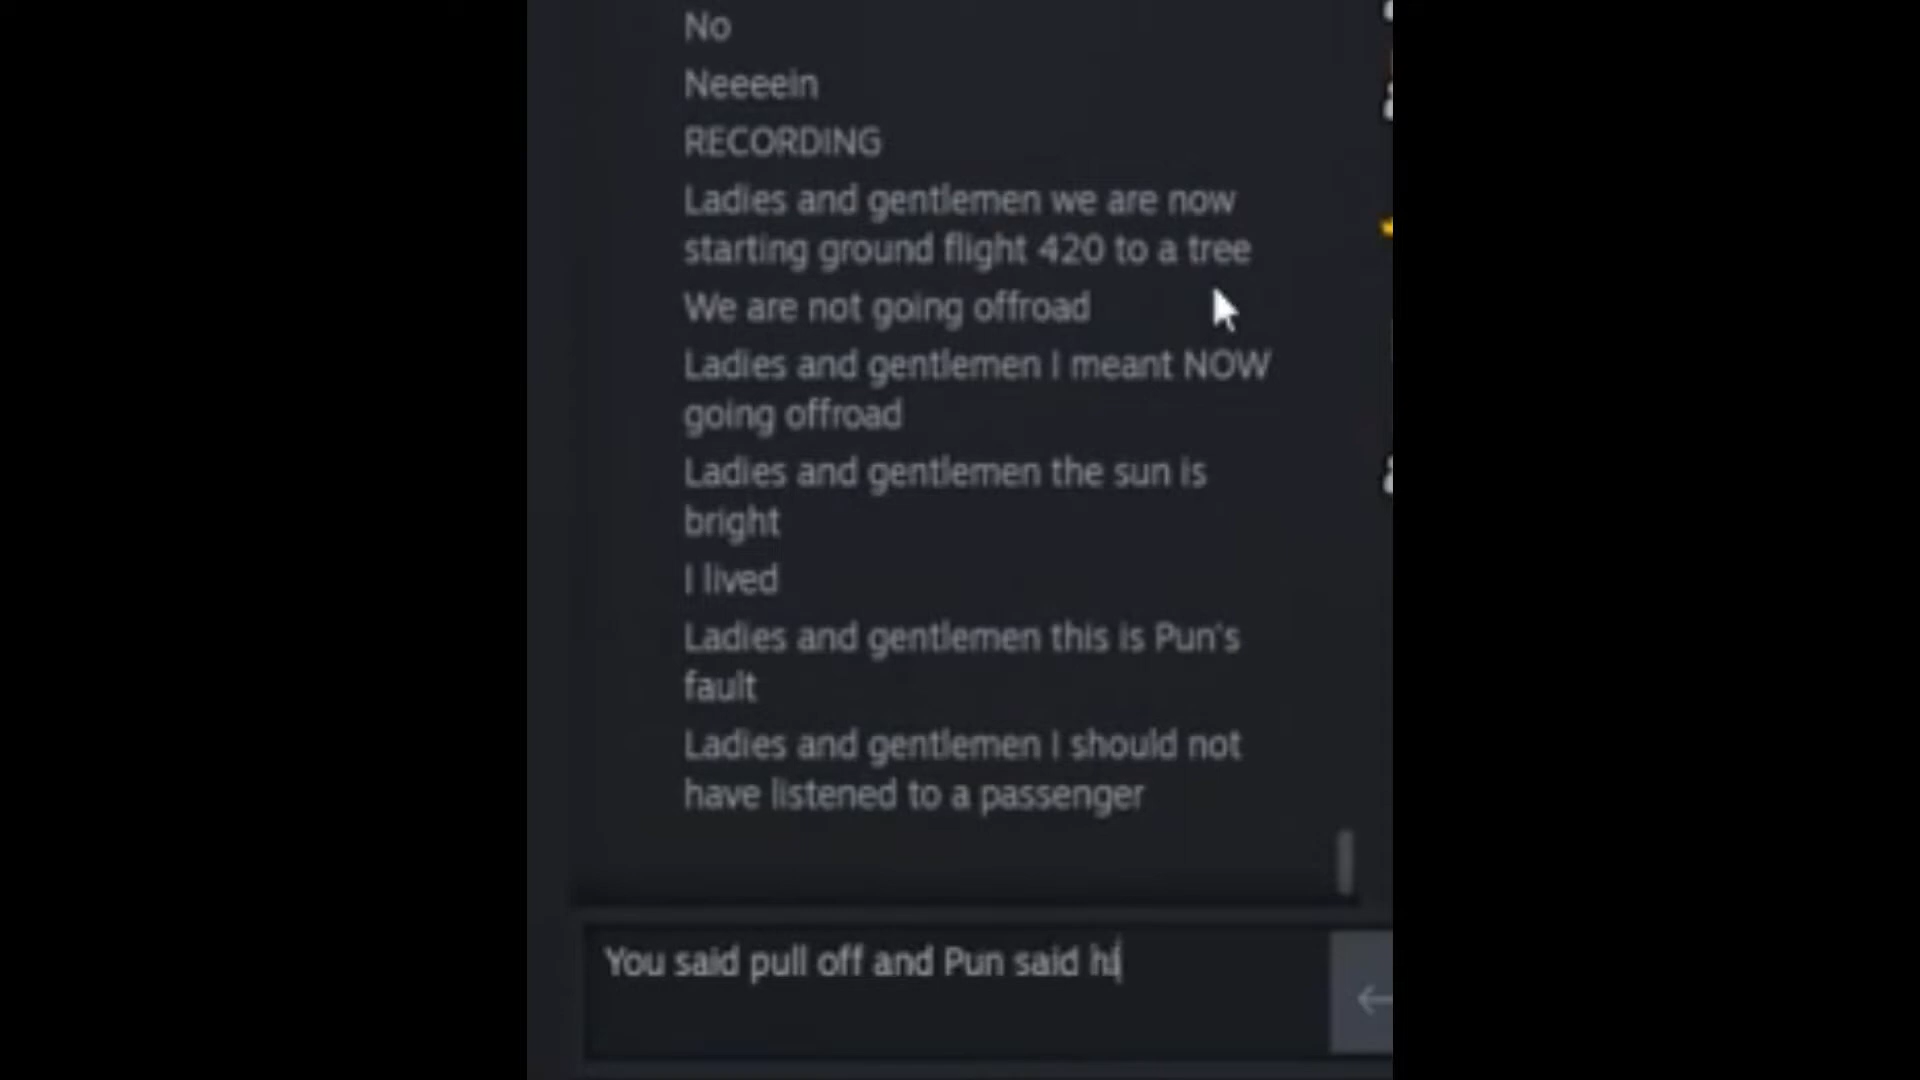 No
Neeeein
RECORDING
Ladies and gentlemen we are now
starting ground flight 420 to a tree
We are not going offroad
Ladies and gentlemen I meant NOW
going offroad
Ladies and gentlemen the sun is
bright
I lived
Ladies and gentlemen this is Pun's
fault
Ladies and gentlemen I should not
have listened to a passenger
You said pull off and Pun said hi